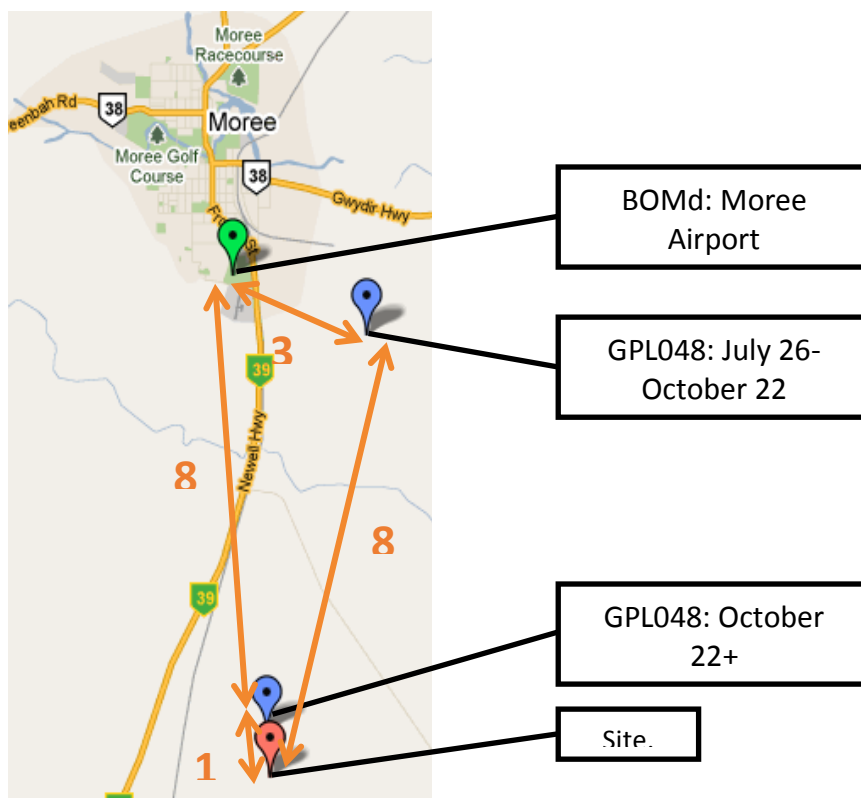 Moree
Racecourse
eenbah Rd
38
Moree
Moree Golf
Course
38
Gwydir Hwy
BOMd: Moree
Airport
3
39
GPL048: July 26-
October 22
Newell Hwy
8
8
39
GPL048: October
22+
Site.
1